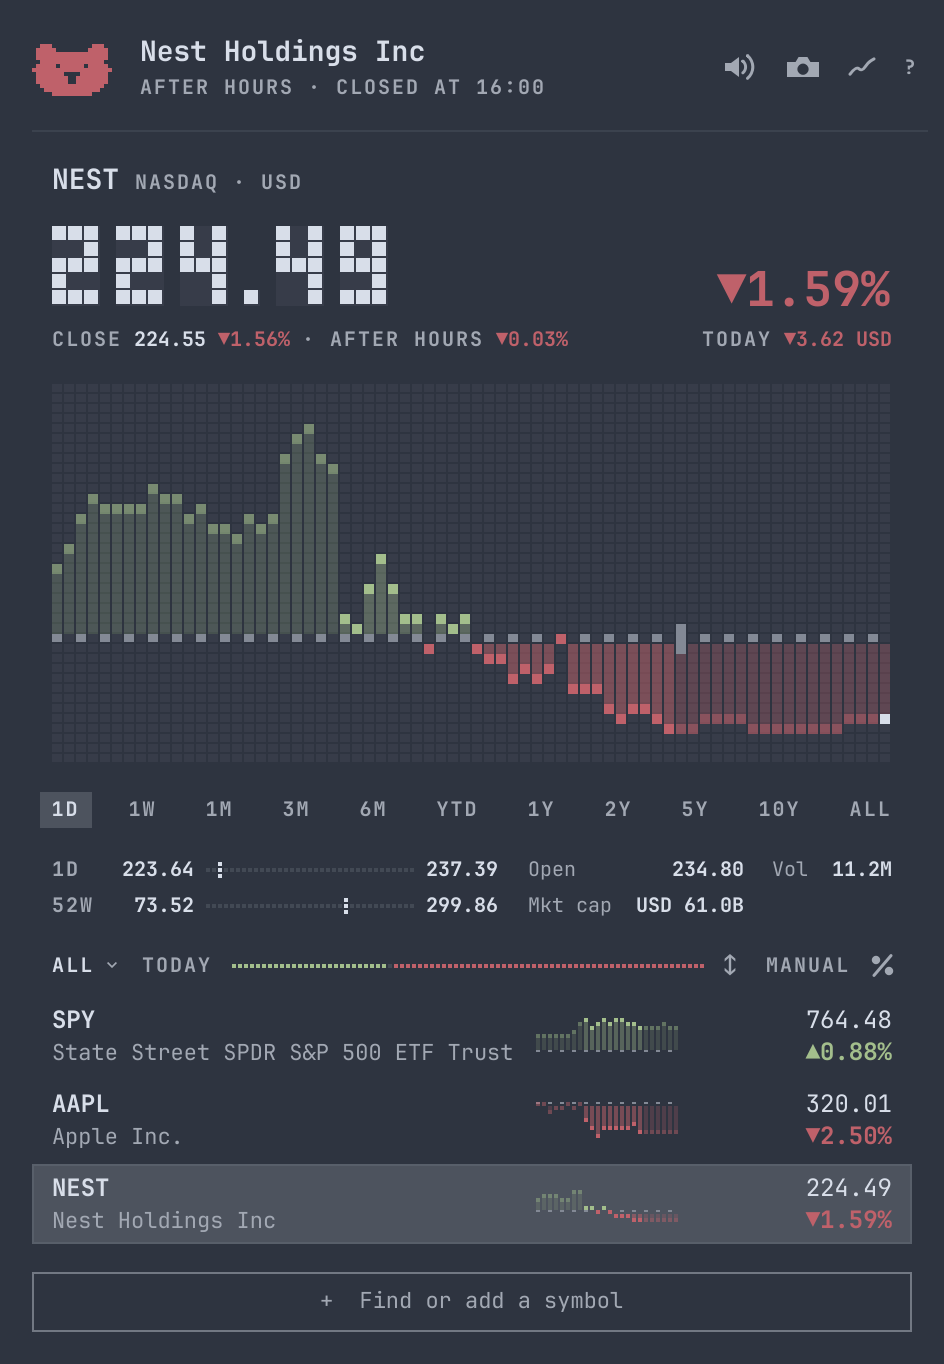 Nest Holdings Inc
AFTER HOURS · CLOSED AT 16:00
?
NEST NASDAQ · USD
224.49
▼1.59%
CLOSE 224.55 ▼1.56% · AFTER HOURS ▼0.03%
TODAY ▼3.62 USD
1D 1W 1M 3M 6M YTD 1Y 2Y 5Y 10Y ALL
1D 223.64 237.39 Open 234.80 Vol 11.2M
52W 73.52 299.86 Mkt cap USD 61.0B
ALL TODAY MANUAL %
SPY 764.48
State Street SPDR S&P 500 ETF Trust ▲0.88%
AAPL 320.01
Apple Inc. ▼2.50%
NEST 224.49
Nest Holdings Inc ▼1.59%
+ Find or add a symbol